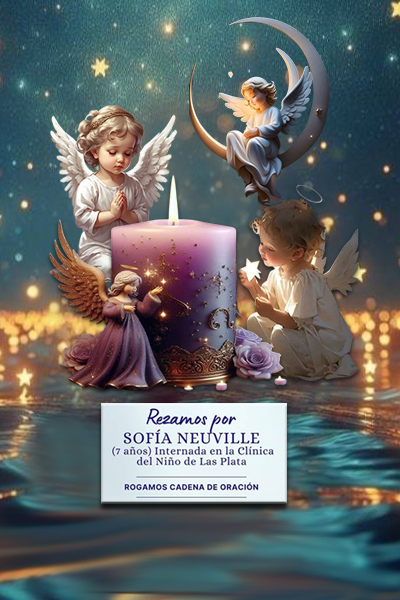 Rezamos por
SOFÍA NEUVILLE
(7 años) Internada en la Clínica
del Niño de Las Plata
ROGAMOS CADENA DE ORACIÓN